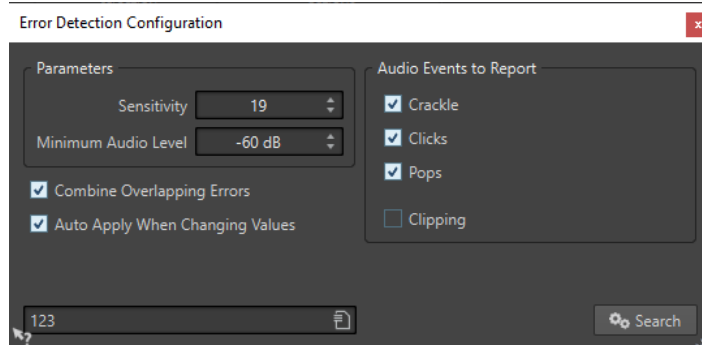 Error Detection Configuration
x
Parameters
Sensitivity 19
Minimum Audio Level -60 dB
Combine Overlapping Errors
Auto Apply When Changing Values
Audio Events to Report
Crackle
Clicks
Pops
Clipping
123
?
Search